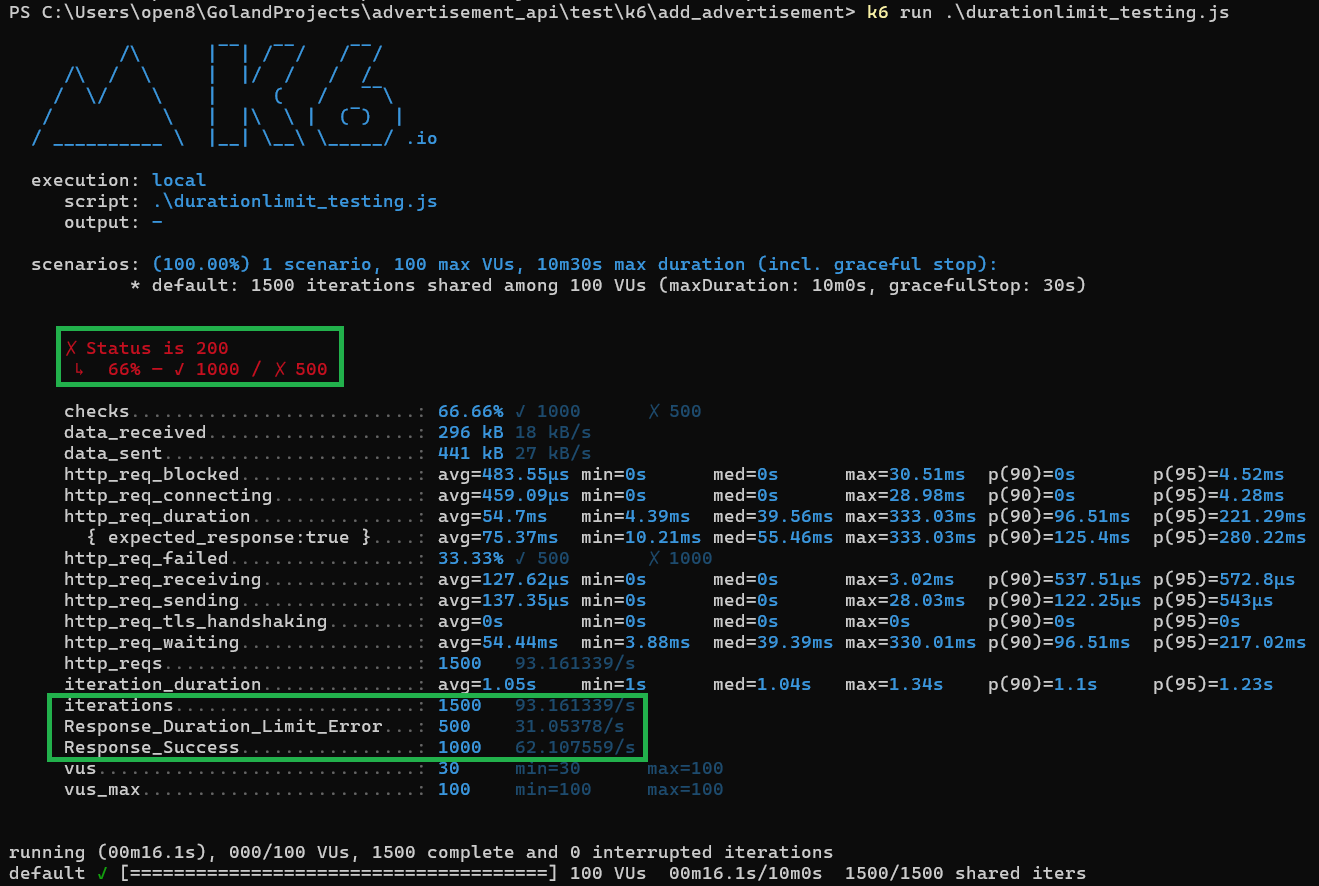 PS C:\Users\open8\GolandProjects\advertisement_api\test\k6\add_advertisement> k6 run .\durationlimit_testing.js
K6 .io
execution: local
script: .\durationlimit_testing.js
output: -
scenarios: (100.00%) 1 scenario, 100 max VUs, 10m30s max duration (incl. graceful stop):
* default: 1500 iterations shared among 100 VUs (maxDuration: 10m0s, gracefulStop: 30s)
✗ Status is 200
↳  66% — ✓ 1000 / ✗ 500
checks..........................: 66.66% ✓ 1000      ✗ 500
data_received...................: 296 kB 18 kB/s
data_sent.......................: 441 kB 27 kB/s
http_req_blocked................: avg=483.55µs min=0s      med=0s      max=30.51ms  p(90)=0s       p(95)=4.52ms
http_req_connecting.............: avg=459.09µs min=0s      med=0s      max=28.98ms  p(90)=0s       p(95)=4.28ms
http_req_duration...............: avg=54.7ms   min=4.39ms  med=39.56ms max=333.03ms p(90)=96.51ms  p(95)=221.29ms
{ expected_response:true }....: avg=75.37ms  min=10.21ms med=55.46ms max=333.03ms p(90)=125.4ms  p(95)=280.22ms
http_req_failed.................: 33.33% ✓ 500       ✗ 1000
http_req_receiving..............: avg=127.62µs min=0s      med=0s      max=3.02ms   p(90)=537.51µs p(95)=572.8µs
http_req_sending................: avg=137.35µs min=0s      med=0s      max=28.03ms  p(90)=122.25µs p(95)=543µs
http_req_tls_handshaking........: avg=0s       min=0s      med=0s      max=0s       p(90)=0s       p(95)=0s
http_req_waiting................: avg=54.44ms  min=3.88ms  med=39.39ms max=330.01ms p(90)=96.51ms  p(95)=217.02ms
http_reqs.......................: 1500   93.161339/s
iteration_duration..............: avg=1.05s    min=1s      med=1.04s   max=1.34s    p(90)=1.1s     p(95)=1.23s
iterations......................: 1500   93.161339/s
Response_Duration_Limit_Error...: 500    31.05378/s
Response_Success................: 1000   62.107559/s
vus.............................: 30     min=30      max=100
vus_max.........................: 100    min=100     max=100
running (00m16.1s), 000/100 VUs, 1500 complete and 0 interrupted iterations
default ✓ [======================================] 100 VUs  00m16.1s/10m0s  1500/1500 shared iters